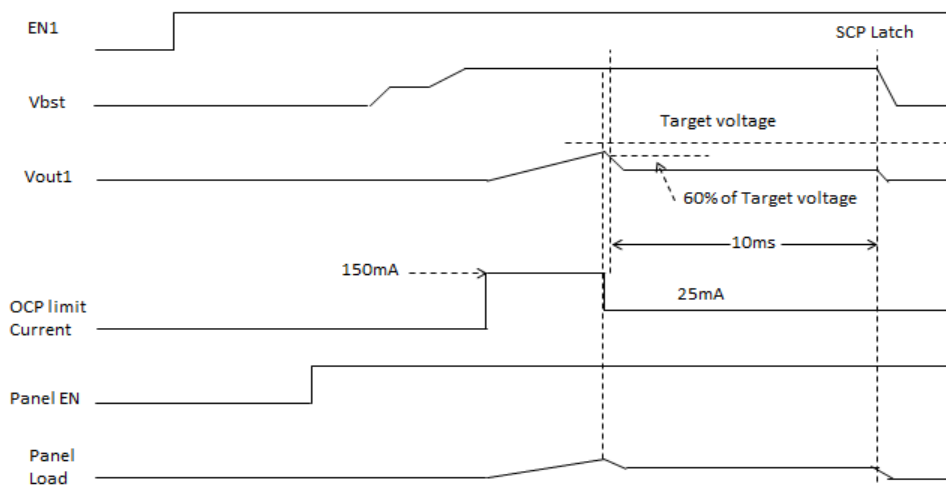 EN1
SCP Latch
Vbst
Target voltage
Vout1
60% of Target voltage
10ms
150mA
25mA
OCP limit
Current
Panel EN
Panel
Load